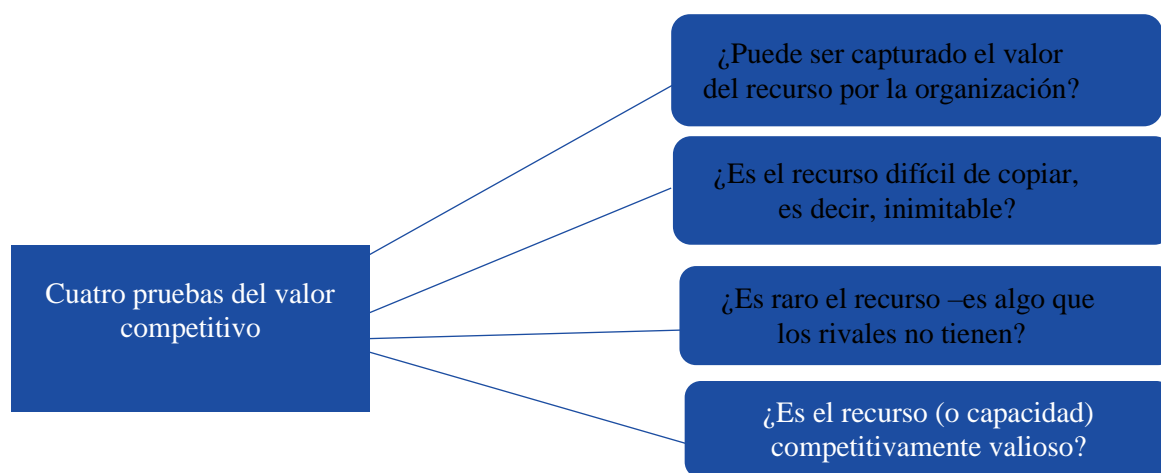 Cuatro pruebas del valor
competitivo
¿Puede ser capturado el valor
del recurso por la organización?
¿Es el recurso difícil de copiar,
es decir, inimitable?
¿Es raro el recurso –es algo que
los rivales no tienen?
¿Es el recurso (o capacidad)
competitivamente valioso?